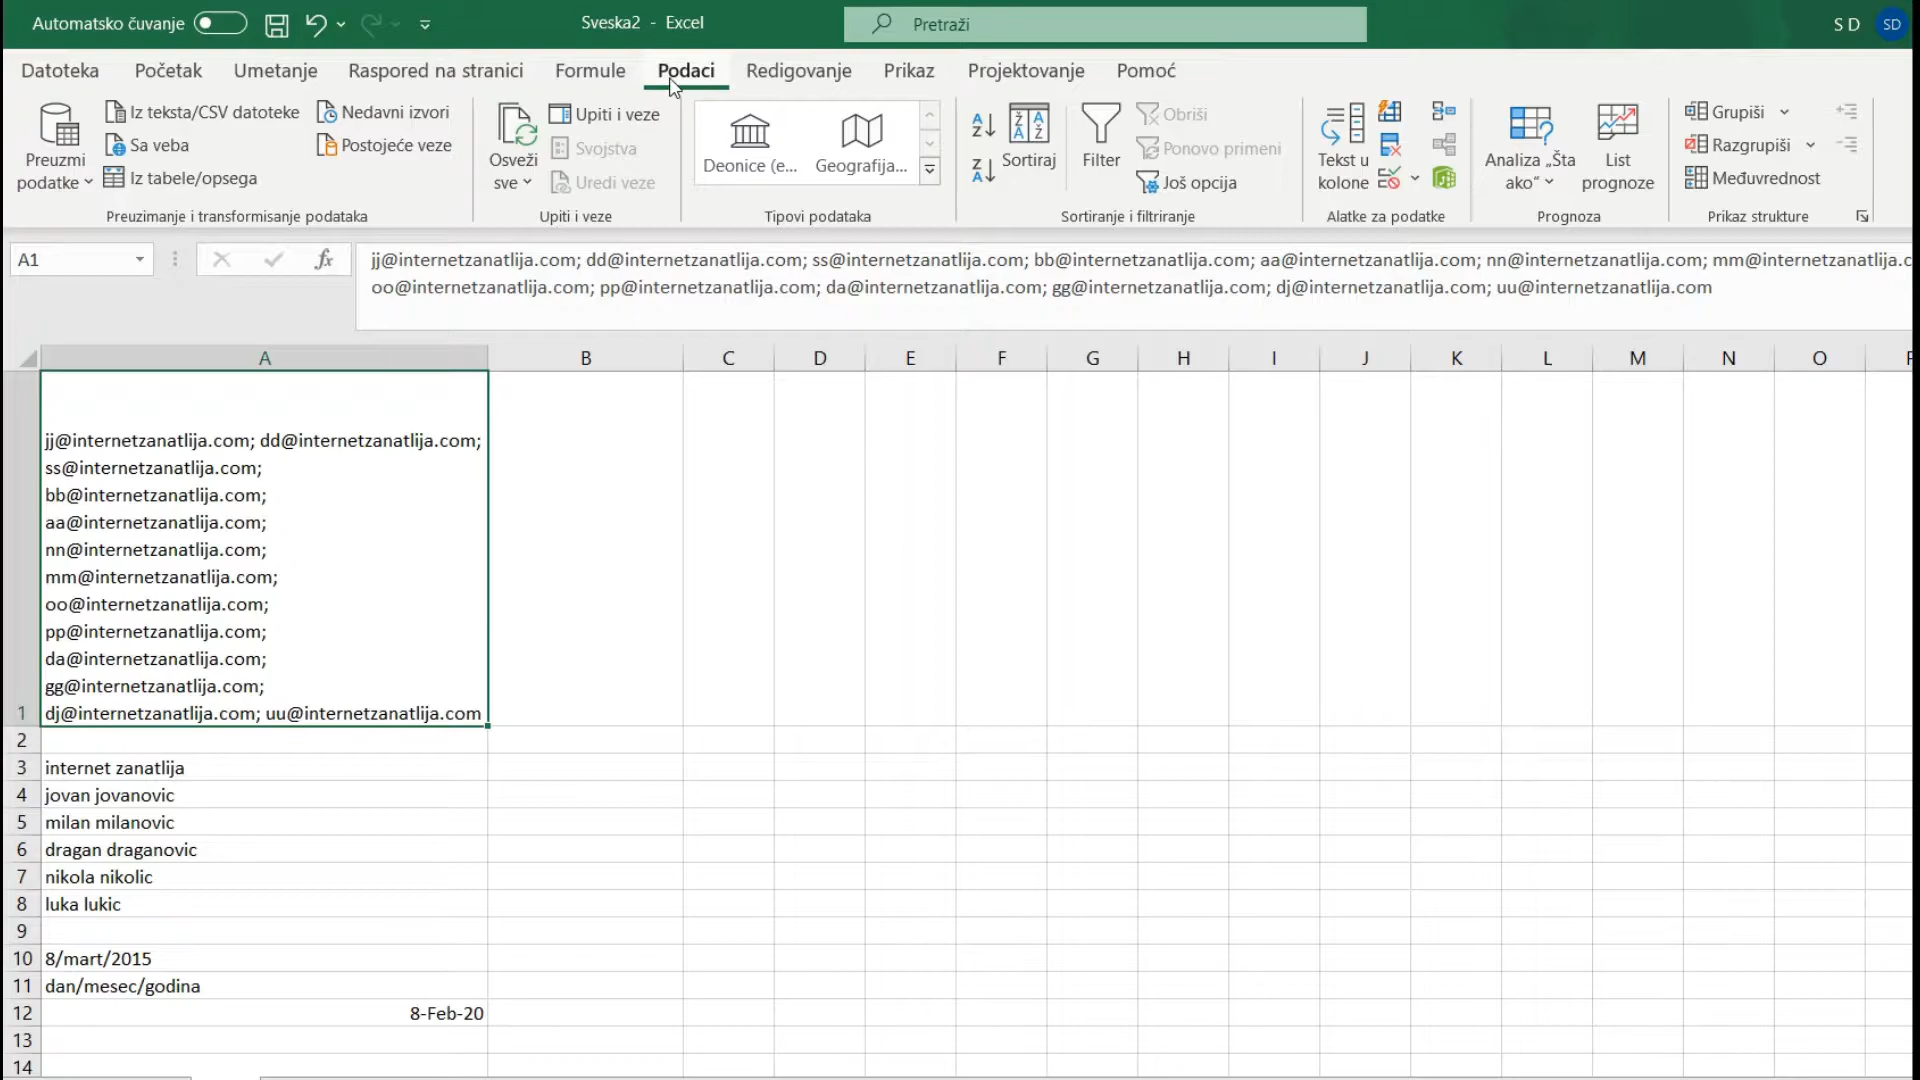 Automatsko čuvanje
Sveska2 - Excel
Pretraži
S D
SD
Datoteka
Početak
Umetanje
Raspored na stranici
Formule
Podaci
Redigovanje
Prikaz
Projektovanje
Pomoć
Preuzmi
podatke
Iz teksta/CSV datoteke
Sa veba
Iz tabele/opsega
Nedavni izvori
Postojeće veze
Preuzimanje i transformisanje podataka
Osveži
sve
Upiti i veze
Svojstva
Uredi veze
Upiti i veze
Deonice (e...
Geografija...
Tipovi podataka
Sortiraj
Filter
Obriši
Ponovo primeni
Još opcija
Sortiranje i filtriranje
Tekst u
kolone
Alatke za podatke
Analiza „Šta
ako“
List
prognoze
Prognoza
Grupiši
Razgrupiši
Međuvrednost
Prikaz strukture
A1
fx
jj@internetzanatlija.com; dd@internetzanatlija.com; ss@internetzanatlija.com; bb@internetzanatlija.com; aa@internetzanatlija.com; nn@internetzanatlija.com; mm@internetzanatlija.c
oo@internetzanatlija.com; pp@internetzanatlija.com; da@internetzanatlija.com; gg@internetzanatlija.com; dj@internetzanatlija.com; uu@internetzanatlija.com
A B C D E F G H I J K L M N O
jj@internetzanatlija.com; dd@internetzanatlija.com;
ss@internetzanatlija.com;
bb@internetzanatlija.com;
aa@internetzanatlija.com;
nn@internetzanatlija.com;
mm@internetzanatlija.com;
oo@internetzanatlija.com;
pp@internetzanatlija.com;
da@internetzanatlija.com;
gg@internetzanatlija.com;
1 dj@internetzanatlija.com; uu@internetzanatlija.com
2
3 internet zanatlija
4 jovan jovanovic
5 milan milanovic
6 dragan draganovic
7 nikola nikolic
8 luka lukic
9
10 8/mart/2015
11 dan/mesec/godina
12 8-Feb-20
13
14